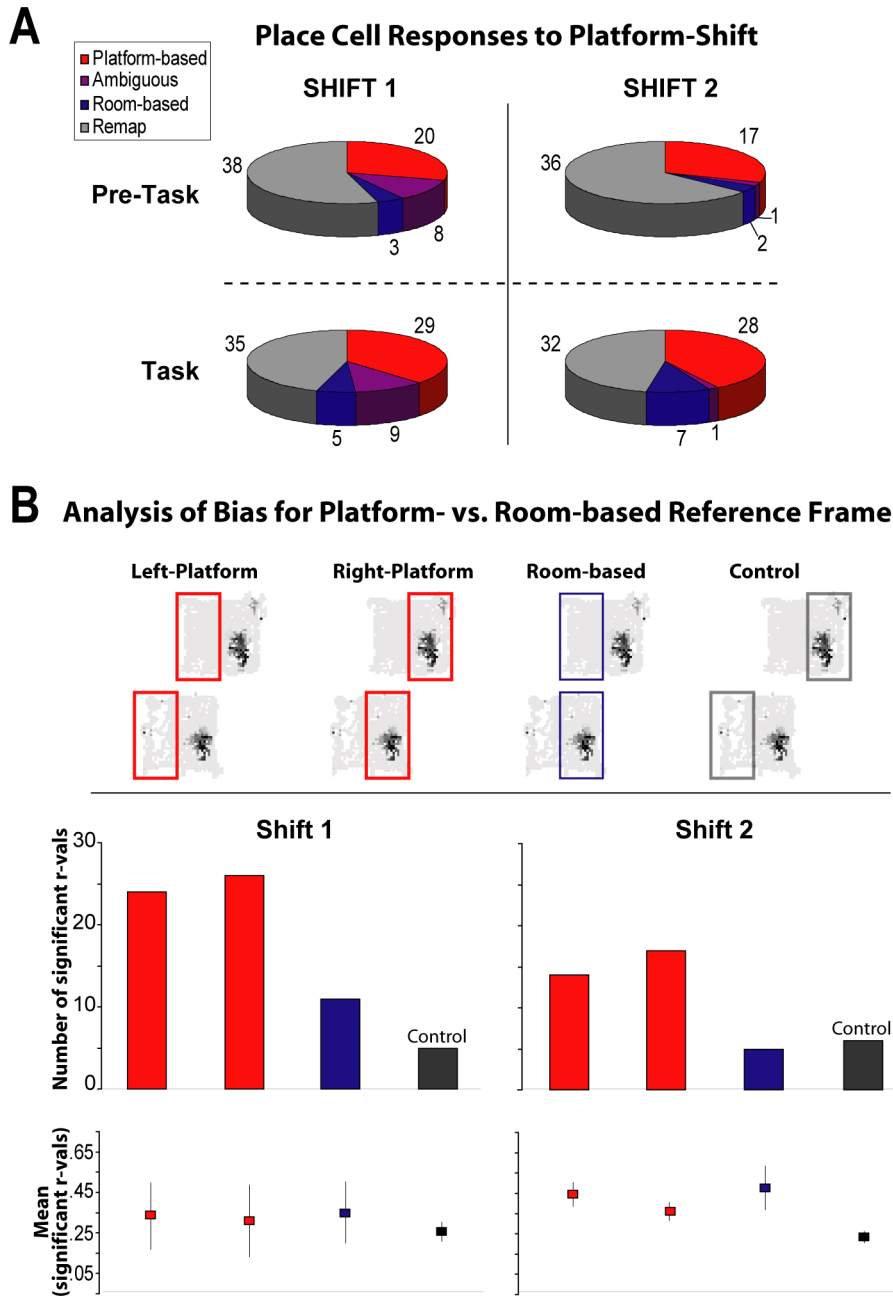 A
Place Cell Responses to Platform-Shift
Platform-based
Ambiguous
Room-based
Remap
SHIFT 1
SHIFT 2
Pre-Task
38
20
8
3
36
17
1
2
Task
35
29
9
5
32
28
1
7
B
Analysis of Bias for Platform- vs. Room-based Reference Frame
Left-Platform
Right-Platform
Room-based
Control
Shift 1
Shift 2
Number of significant r-vals
30
20
10
0
Control
Control
Mean
(significant r-vals)
.65
.45
.25
.05